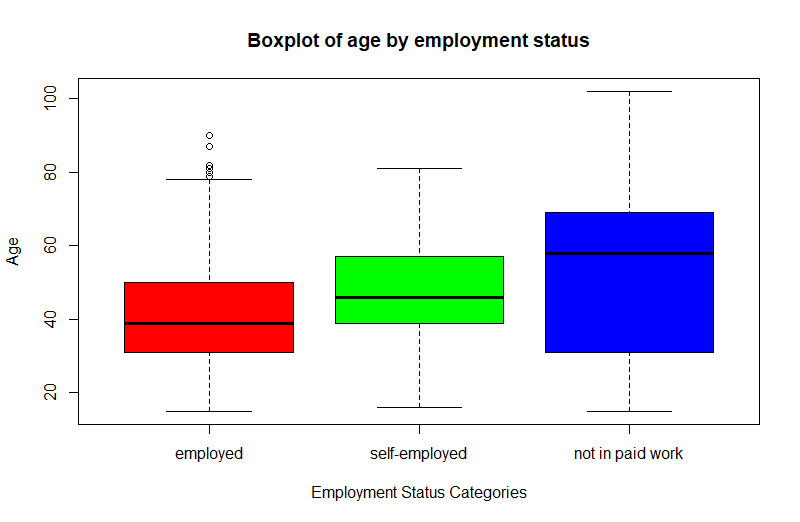 Boxplot of age by employment status
Age
100
80
60
40
20
employed self-employed not in paid work
Employment Status Categories